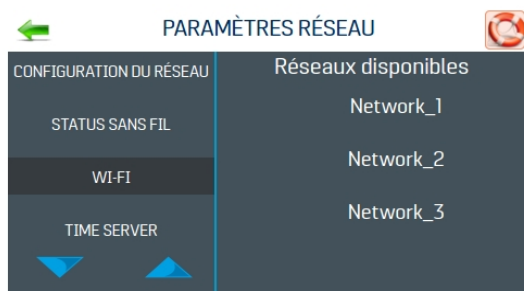 PARAMÈTRES RÉSEAU
CONFIGURATION DU RÉSEAU
STATUS SANS FIL
WI-FI
TIME SERVER
Réseaux disponibles
Network_1
Network_2
Network_3